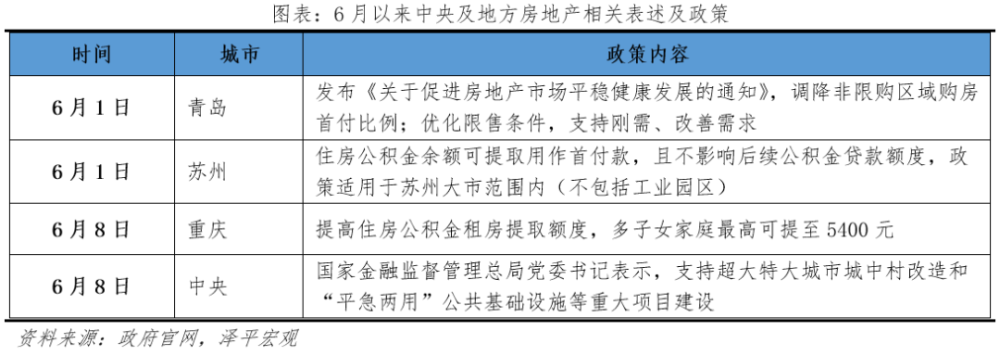 图表：6 月以来中央及地方房地产相关表述及政策
时间 城市 政策内容
6 月 1 日 青岛 发布《关于促进房地产市场平稳健康发展的通知》，调降非限购区域购房
首付比例；优化限售条件，支持刚需、改善需求
6 月 1 日 苏州 住房公积金余额可提取用作首付款，且不影响后续公积金贷款额度，政
策适用于苏州大市范围内（不包括工业园区）
6 月 8 日 重庆 提高住房公积金租房提取额度，多子女家庭最高可提至 5400 元
6 月 8 日 中央 国家金融监督管理总局党委书记表示，支持超大特大城市城中村改造和
“平急两用”公共基础设施等重大项目建设
资料来源：政府官网，泽平宏观